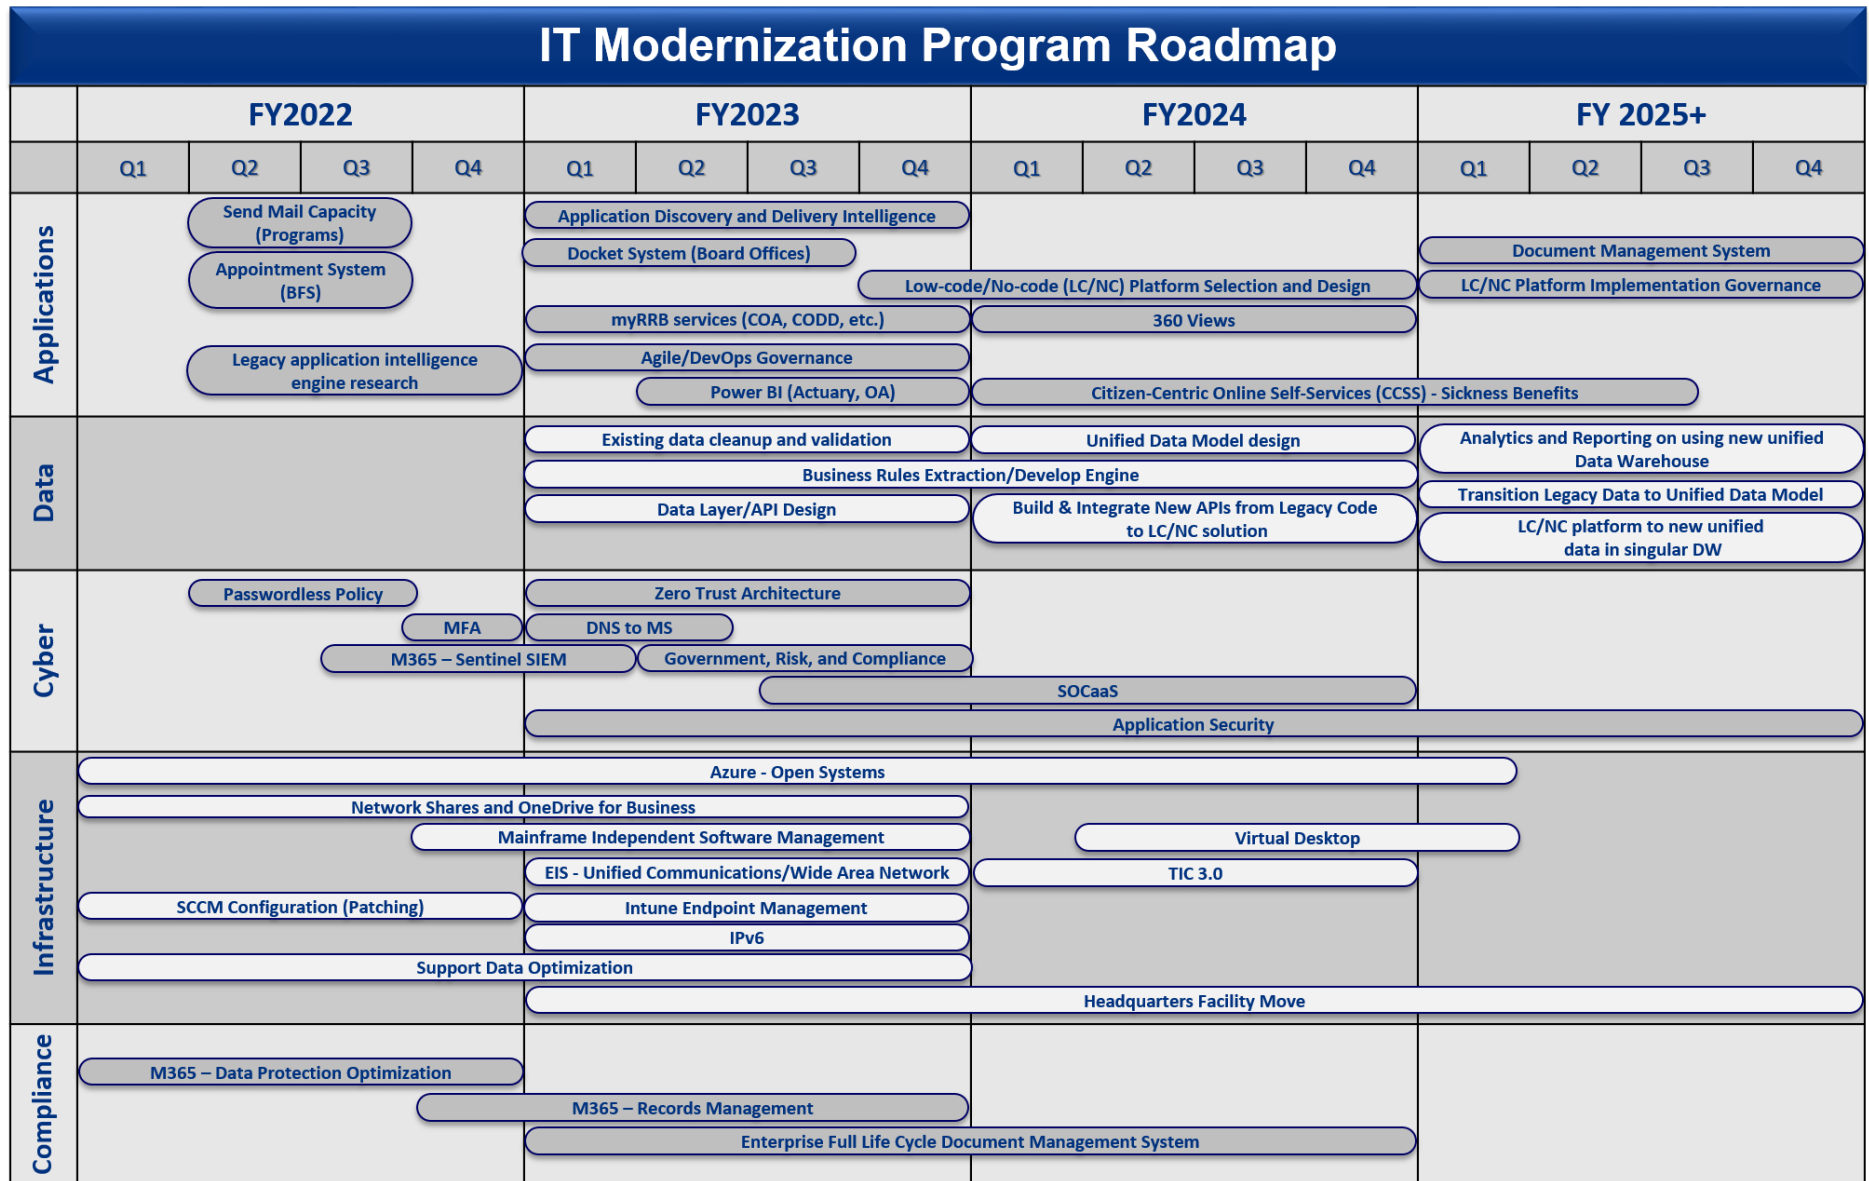 IT Modernization Program Roadmap
FY2022 FY2023 FY2024 FY 2025+
Q1 Q2 Q3 Q4 Q1 Q2 Q3 Q4 Q1 Q2 Q3 Q4 Q1 Q2 Q3 Q4
Applications
Send Mail Capacity
(Programs)
Appointment System
(BFS)
Legacy application intelligence
engine research
Application Discovery and Delivery Intelligence
Docket System (Board Offices)
Low-code/No-code (LC/NC) Platform Selection and Design
myRRB services (COA, CODD, etc.)
360 Views
Agile/DevOps Governance
Power BI (Actuary, OA)
Citizen-Centric Online Self-Services (CCSS) - Sickness Benefits
Document Management System
LC/NC Platform Implementation Governance
Data
Existing data cleanup and validation
Unified Data Model design
Business Rules Extraction/Develop Engine
Data Layer/API Design
Build & Integrate New APIs from Legacy Code
to LC/NC solution
Analytics and Reporting on using new unified
Data Warehouse
Transition Legacy Data to Unified Data Model
LC/NC platform to new unified
data in singular DW
Cyber
Passwordless Policy
Zero Trust Architecture
MFA
DNS to MS
M365 – Sentinel SIEM
Government, Risk, and Compliance
SOCaaS
Application Security
Infrastructure
Azure - Open Systems
Network Shares and OneDrive for Business
Mainframe Independent Software Management
Virtual Desktop
EIS - Unified Communications/Wide Area Network
TIC 3.0
SCCM Configuration (Patching)
Intune Endpoint Management
IPv6
Support Data Optimization
Headquarters Facility Move
Compliance
M365 – Data Protection Optimization
M365 – Records Management
Enterprise Full Life Cycle Document Management System